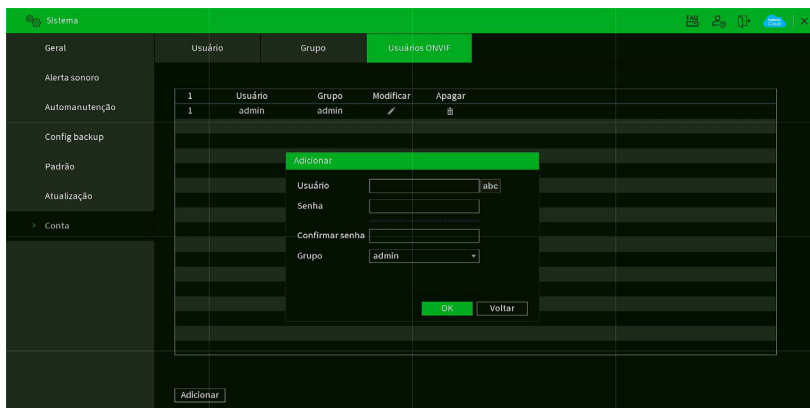 Sistema
FAQ
Geral
Alerta sonoro
Automanutenção
Config backup
Padrão
Atualização
Conta
Usuário Grupo Usuários ONVIF
1 Usuário Grupo Modificar Apagar
1 admin admin
Adicionar
Usuário abc
Senha
Confirmar senha
Grupo admin
OK Voltar
Adicionar